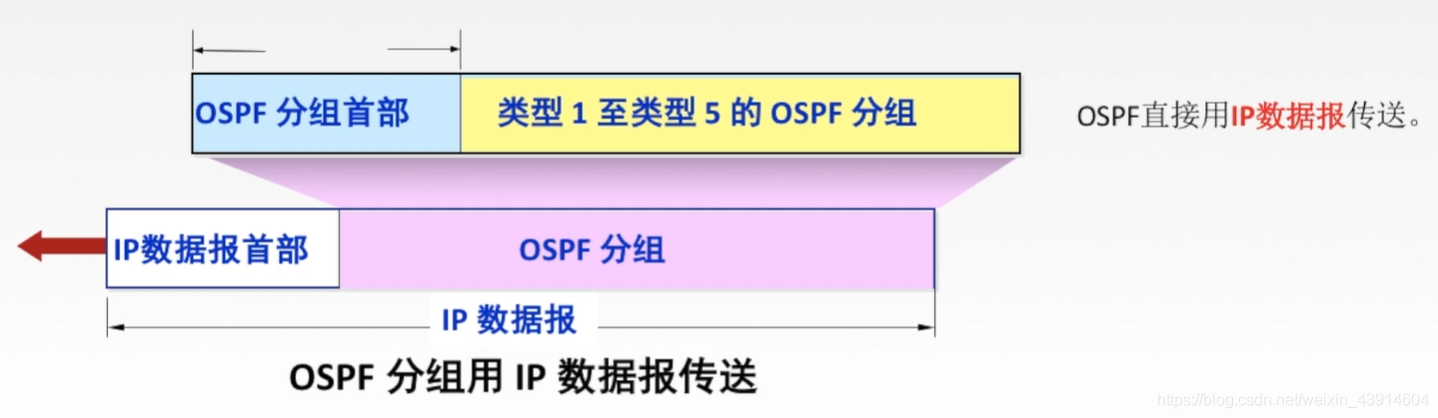 OSPF 分组首部
类型 1 至类型 5 的 OSPF 分组
OSPF直接用IP数据报传送。
IP数据报首部
OSPF 分组
IP 数据报
OSPF 分组用 IP 数据报传送
https://blog.csdn.net/weixin_43914604